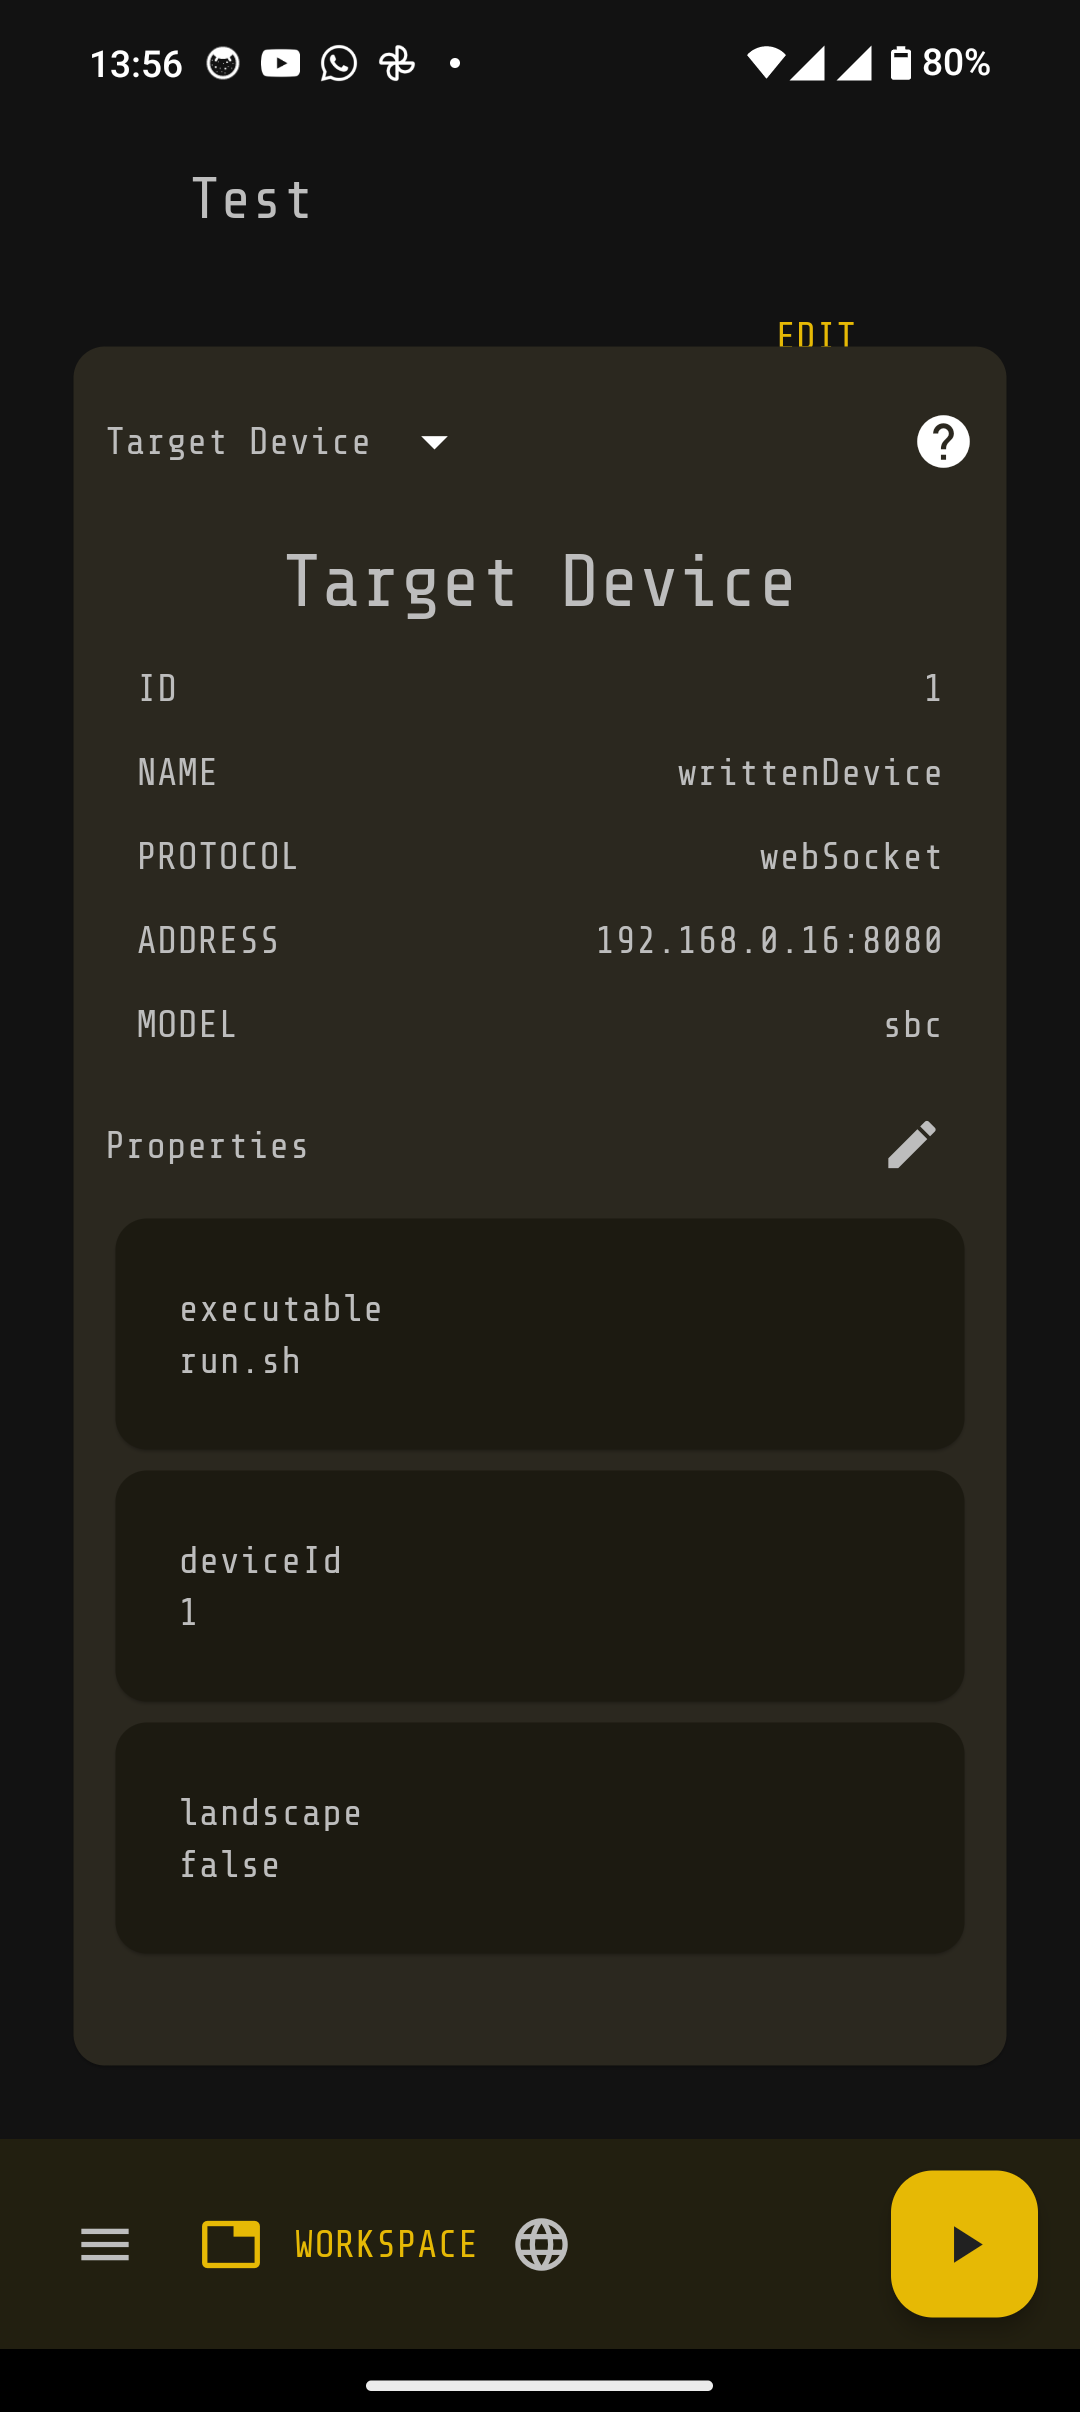 13:56 80%
Test
EDIT
Target Device
Target Device
ID 1
NAME writtenDevice
PROTOCOL webSocket
ADDRESS 192.168.0.16:8080
MODEL sbc
Properties
executable
run.sh
deviceId
1
landscape
false
WORKSPACE